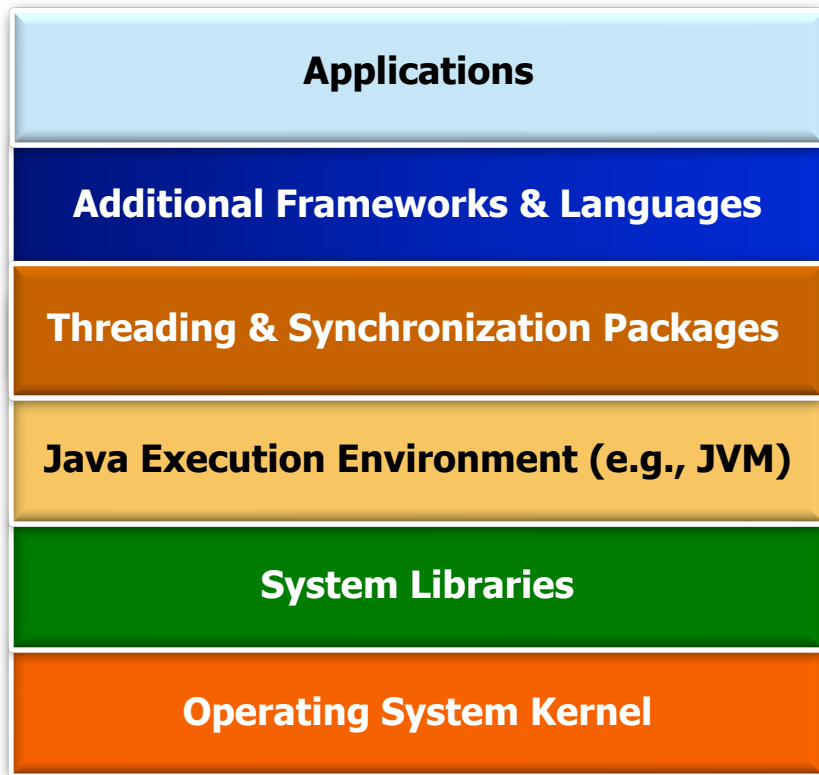 Applications
Additional Frameworks & Languages
Threading & Synchronization Packages
Java Execution Environment (e.g., JVM)
System Libraries
Operating System Kernel